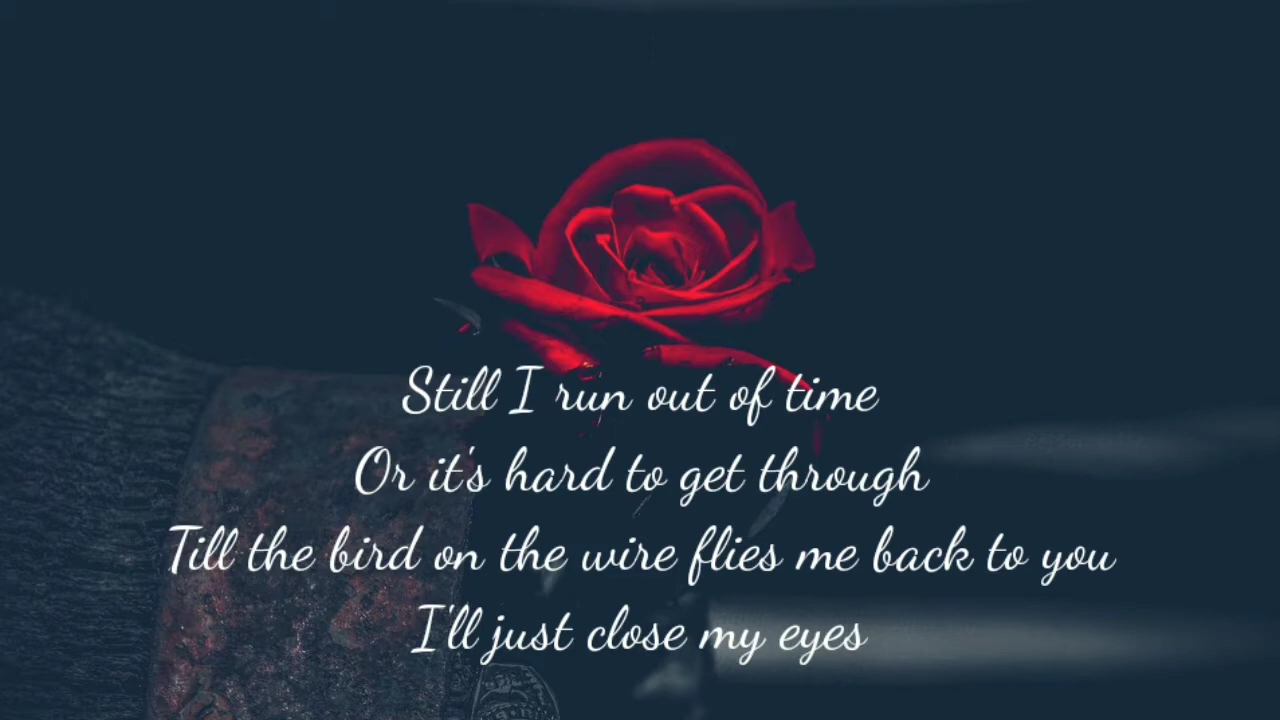 Still I run out of time
Or it's hard to get through
Till the bird on the wire flies me back to you
I'll just close my eyes